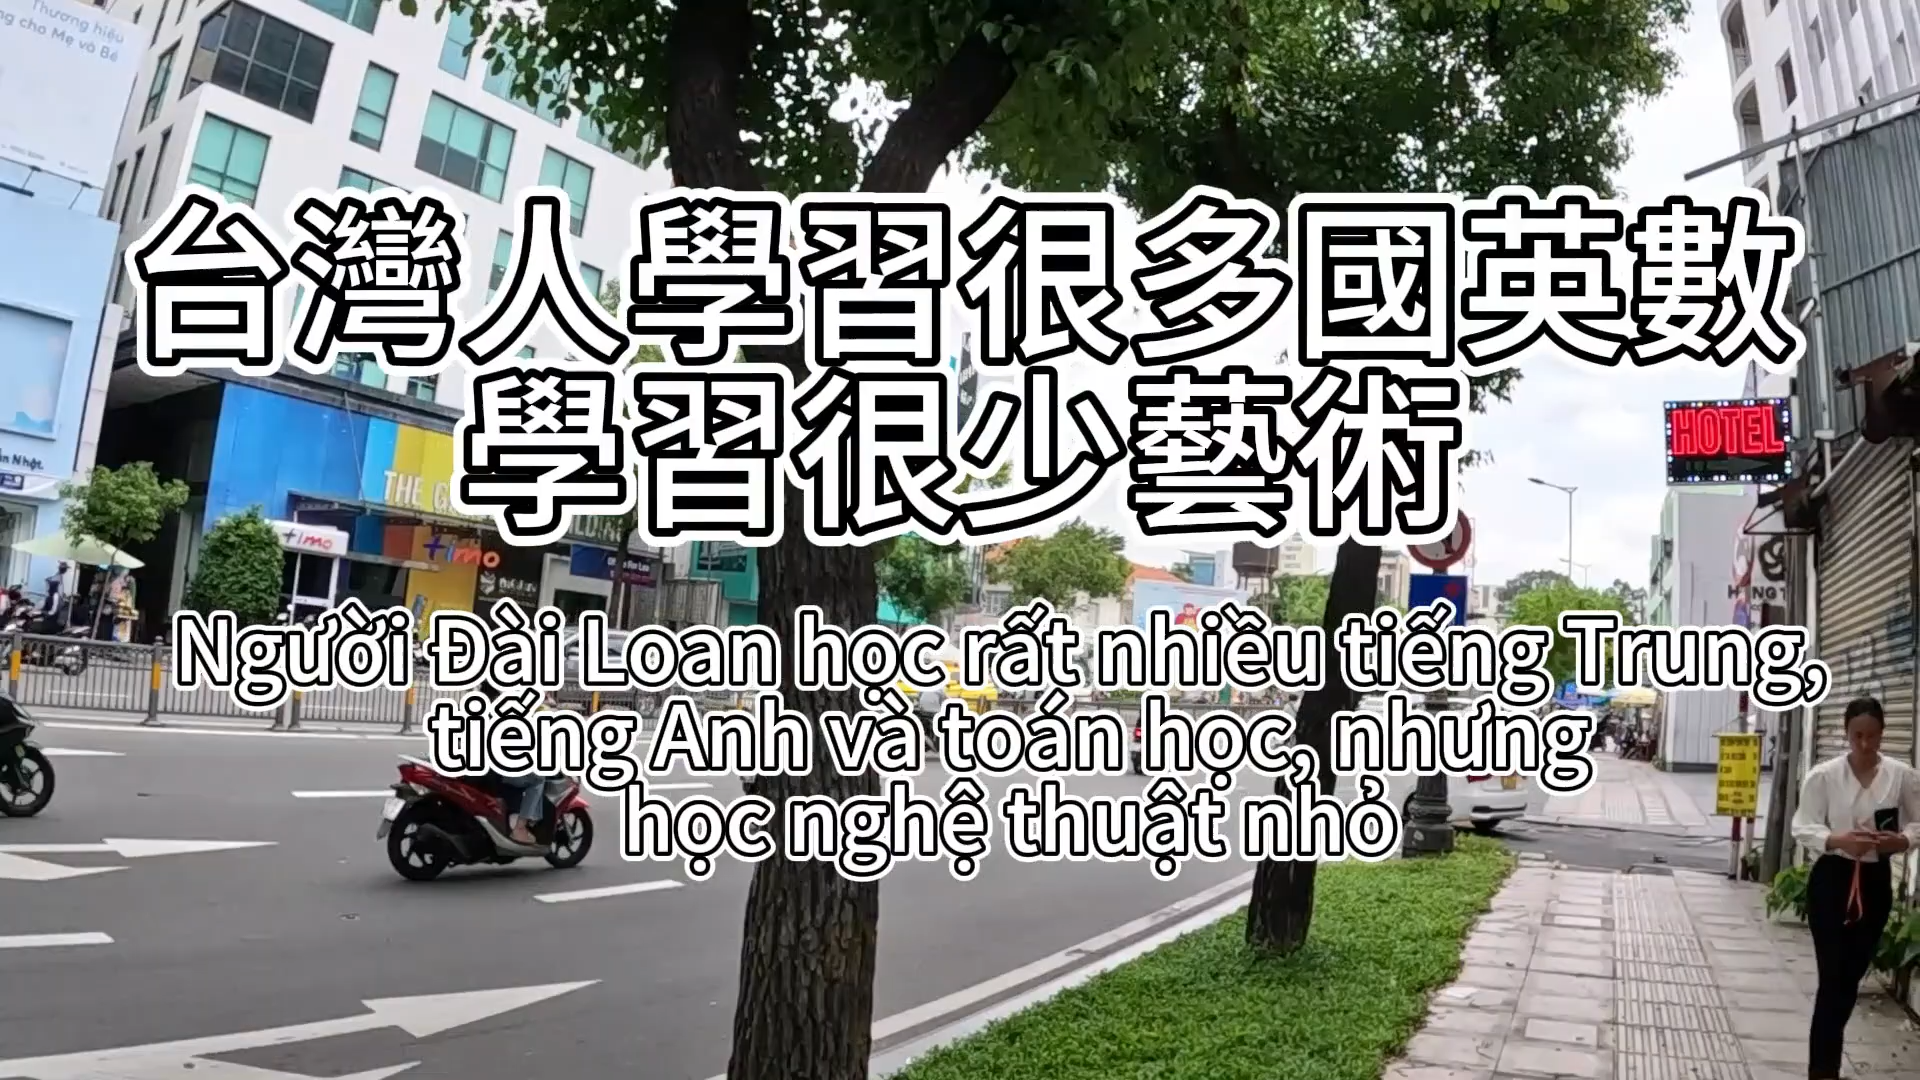 Thương hiệu
cho Mẹ và Bé
台灣人學習很多國英數
學習很少藝術
HOTEL
THE
timo
timo
Người Đài Loan học rất nhiều tiếng Trung,
tiếng Anh và toán học, nhưng
học nghệ thuật nhỏ